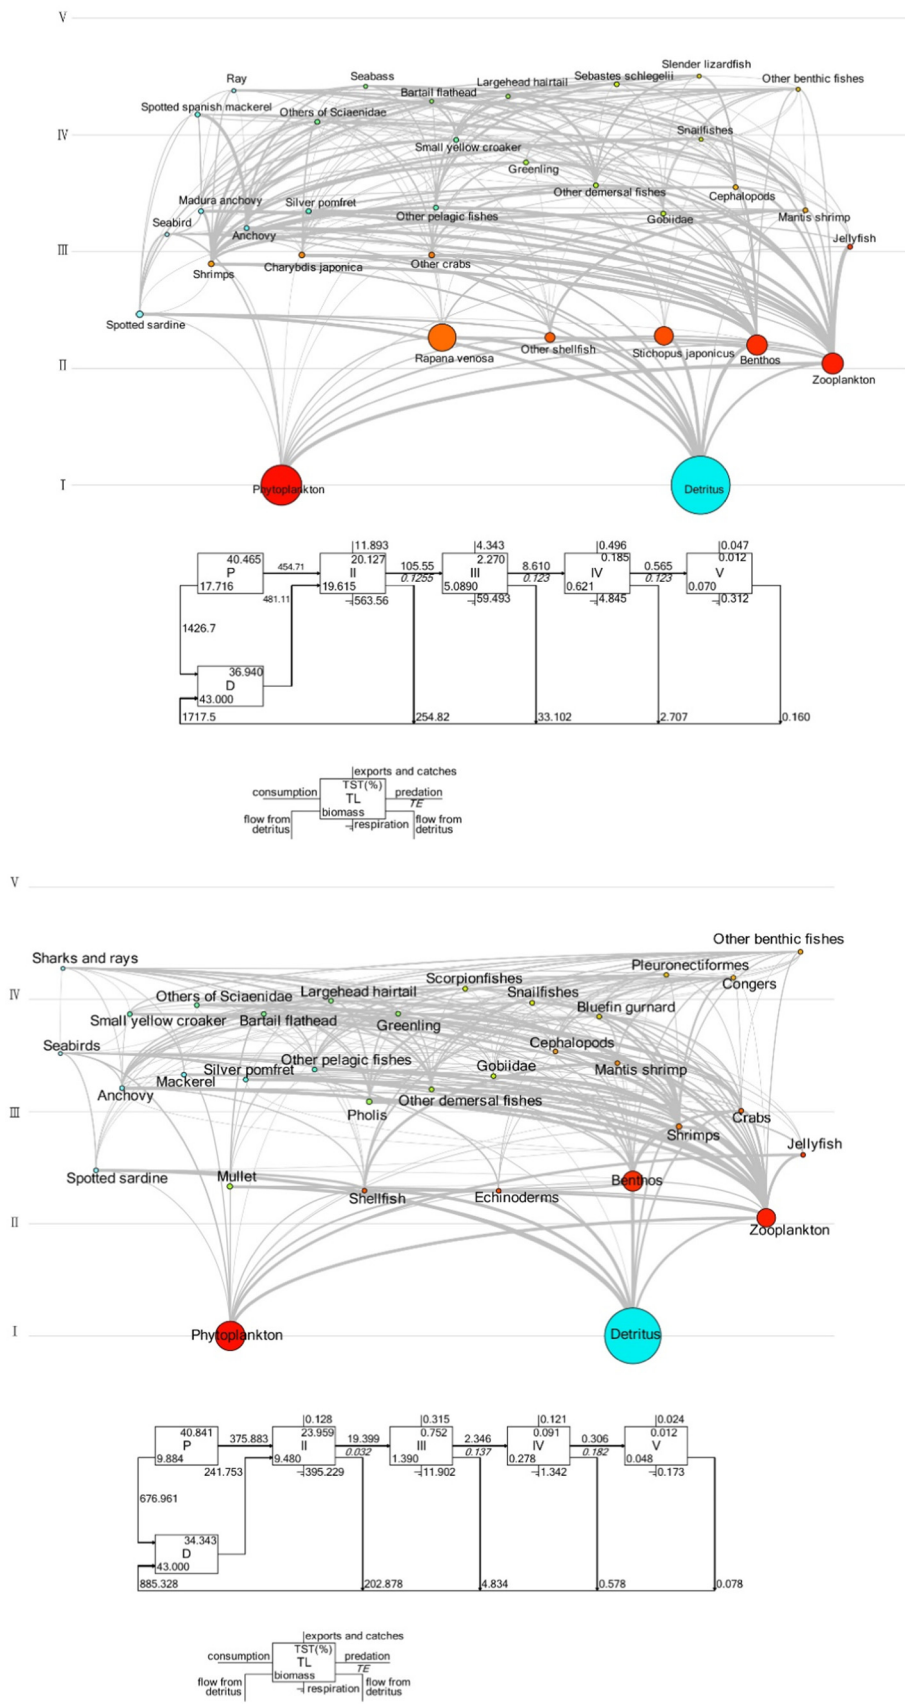 V
Slender lizardfish
Ray
Seabass
Sebastes schlegelii
Largehead hairtail
Other benthic fishes
Bartail flathead
Spotted spanish mackerel
Others of Sciaenidae
IV
Snailfishes
Small yellow croaker
Greenling
Other demersal fishes
Cephalopods
Madura anchovy
Silver pomfret
Other pelagic fishes
Gobiidae
Mantis shrimp
Seabird
Anchovy
Jellyfish
III
Shrimps
Charybdis japonica
Other crabs
Spotted sardine
Rapana venosa
Other shellfish
Stichopus japonicus
Benthos
II
Zooplankton
I
Phytoplankton
Detritus
11.893
4.343
0.496
0.047
40.465
P
17.716
454.71
20.127
II
19.615
105.55
0.1255
2.270
III
5.0890
8.610
0.123
0.185
IV
0.621
0.565
0.123
0.012
V
0.070
481.11
563.56
59.493
4.845
0.312
1426.7
36.940
D
43.000
1717.5
254.82
33.102
2.707
0.160
exports and catches
TST(%)
consumption
TL
predation
TE
biomass
flow from
detritus
respiration
flow from
detritus
V
Other benthic fishes
Sharks and rays
Pleuronectiformes
Scorpionfishes
Congers
IV
Others of Sciaenidae
Largehead hairtail
Snailfishes
Bluefin gurnard
Small yellow croaker
Bartail flathead
Greenling
Seabirds
Cephalopods
Other pelagic fishes
Silver pomfret
Gobiidae
Mantis shrimp
Mackerel
Anchovy
Other demersal fishes
III
Pholis
Crabs
Shrimps
Jellyfish
Spotted sardine
Mullet
Shellfish
Echinoderms
Benthos
II
Zooplankton
I
Phytoplankton
Detritus
0.128
0.315
0.121
0.024
40.841
P
9.884
375.883
23.959
II
9.480
19.399
0.032
0.752
III
1.390
2.346
0.137
0.091
IV
0.278
0.306
0.182
0.012
V
0.048
241.753
395.229
11.902
1.342
0.173
676.961
34.343
D
43.000
885.328
202.878
4.834
0.578
0.078
exports and catches
TST(%)
consumption
TL
predation
TE
biomass
flow from
detritus
respiration
flow from
detritus